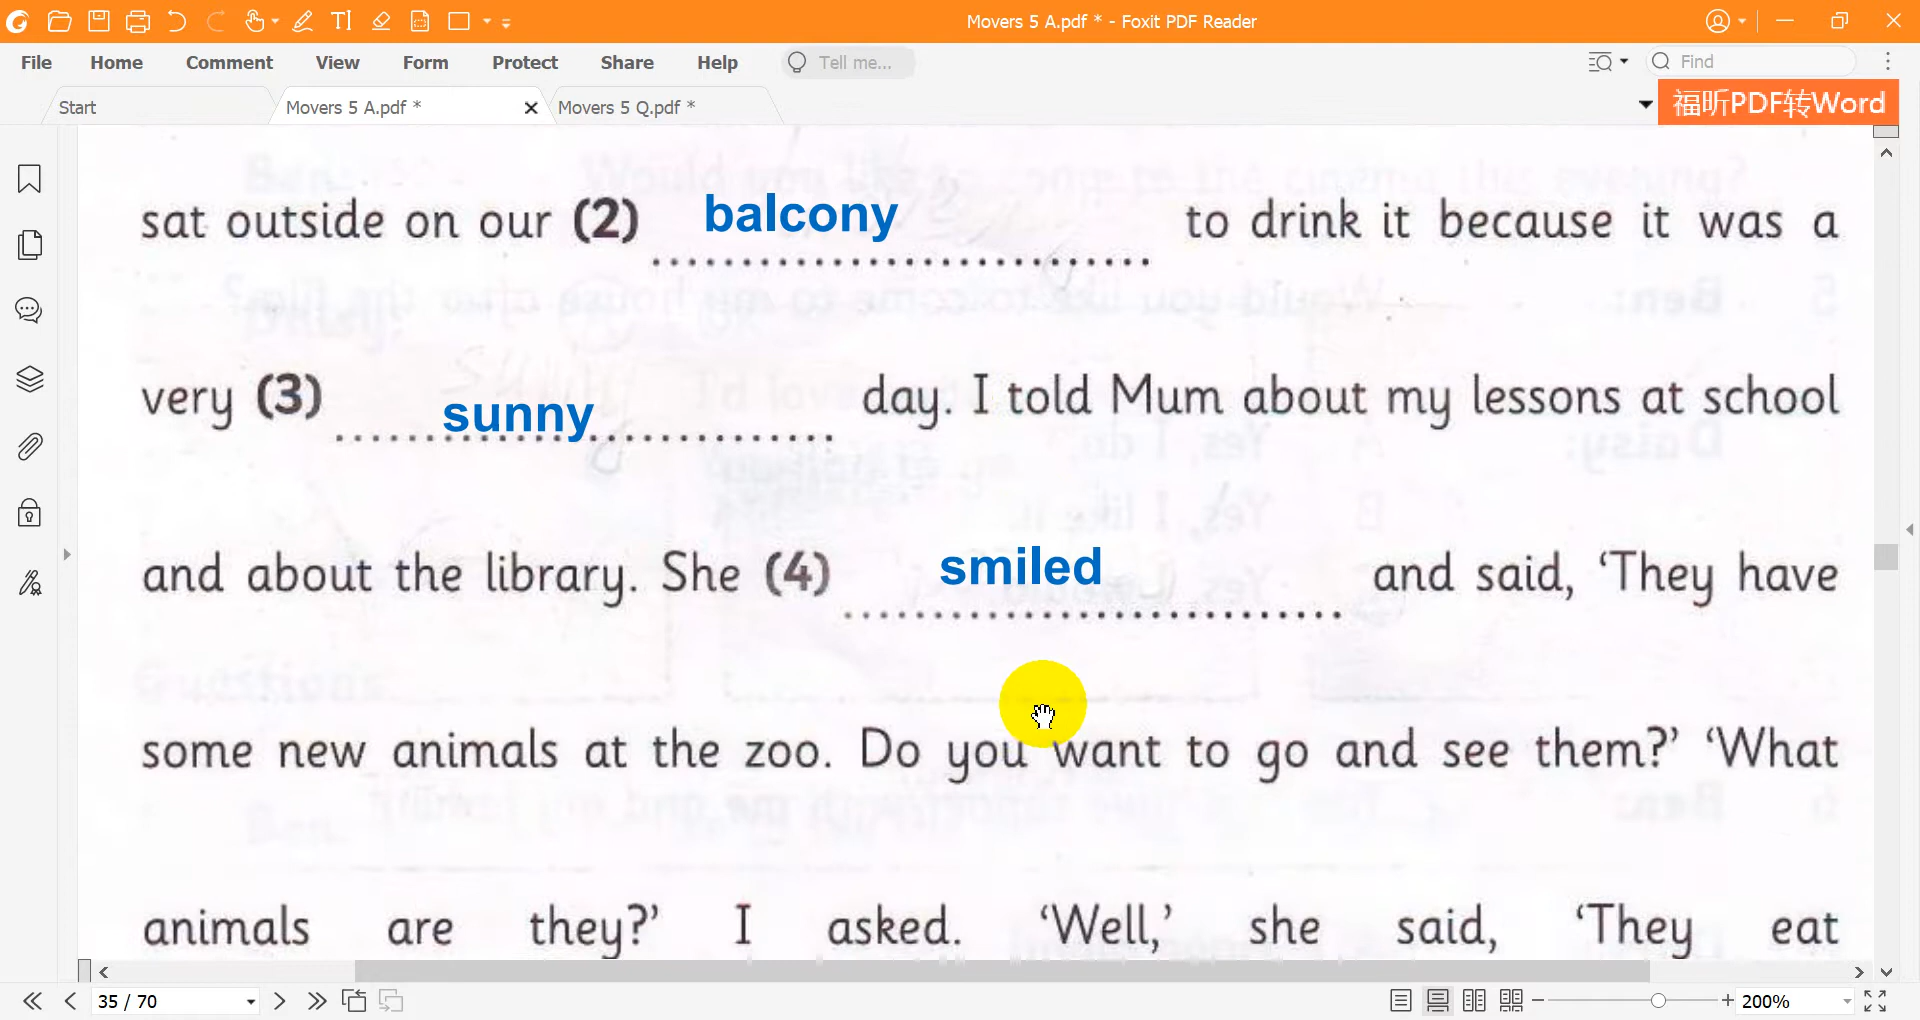 Movers 5 A.pdf * - Foxit PDF Reader
File Home Comment View Form Protect Share Help Tell me... Find
Start Movers 5 A.pdf * Movers 5 Q.pdf * 福昕PDF转Word
sat outside on our (2) balcony to drink it because it was a
very (3) sunny day. I told Mum about my lessons at school
and about the library. She (4) smiled and said, ‘They have
some new animals at the zoo. Do you want to go and see them?’ ‘What
animals are they?’ I asked. ‘Well,’ she said, ‘They eat
35 / 70 200%